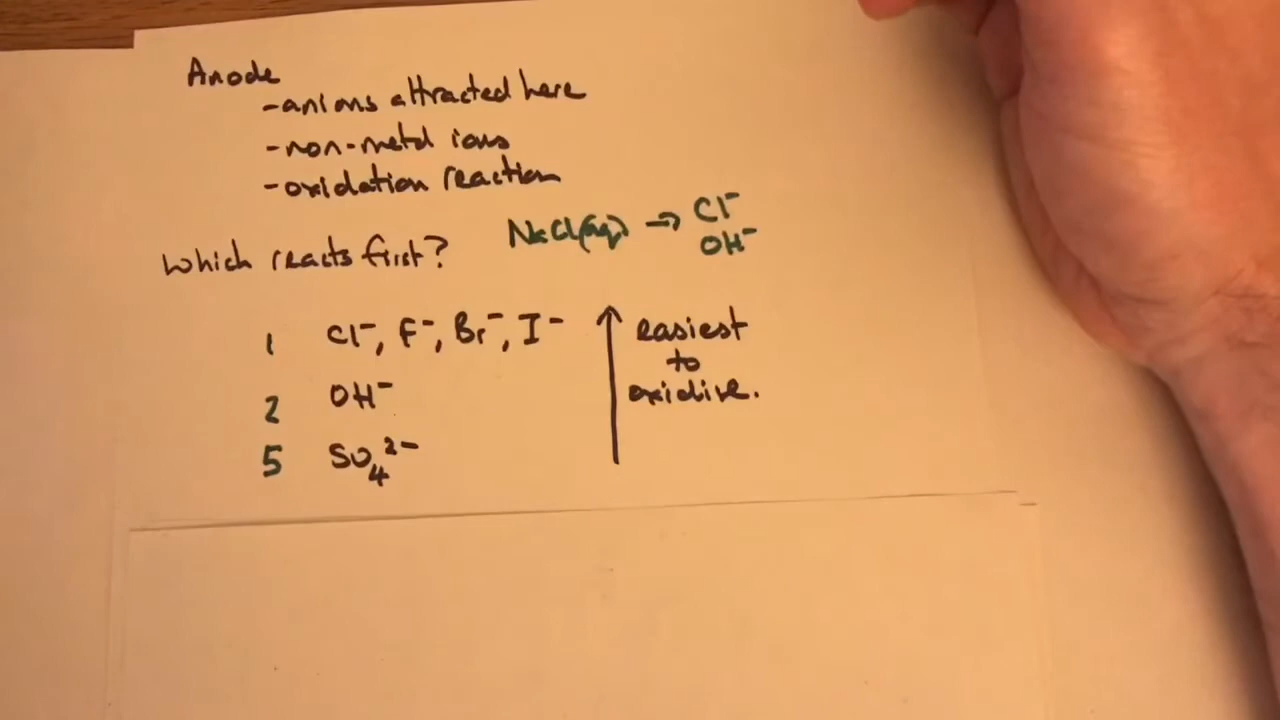 Anode
-anions attracted here
-non-metal ions
-oxidation reaction
NaCl(aq) → Cl⁻
OH⁻
Which reacts first?
1 Cl⁻, F⁻, Br⁻, I⁻
easiest
to
oxidise.
2 OH⁻
5 SO₄²⁻